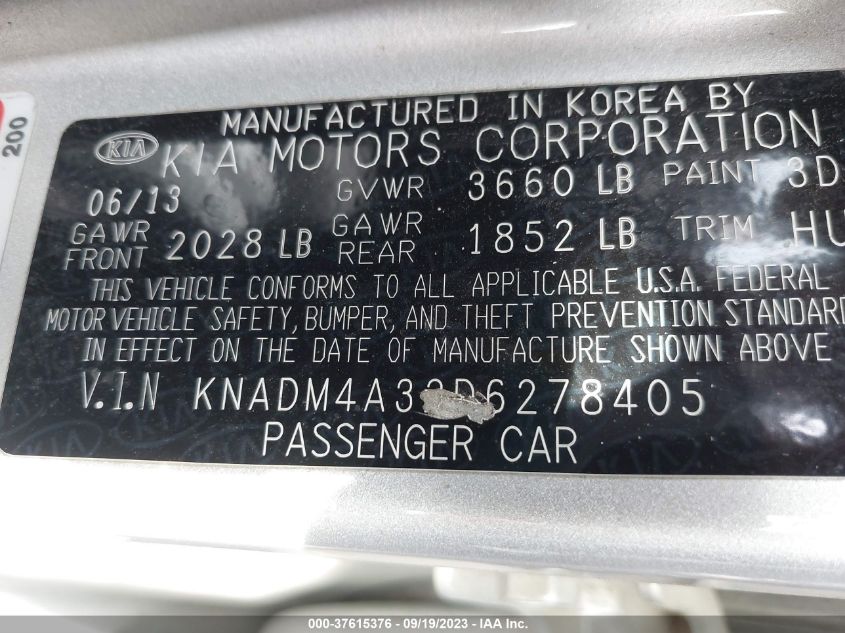 200
MANUFACTURED IN KOREA BY
KIA KIA MOTORS CORPORATION
06/13 GVWR 3660 LB PAINT 3D
GAWR FRONT 2028 LB GAWR REAR 1852 LB TRIM HU
THIS VEHICLE CONFORMS TO ALL APPLICABLE U.S.A. FEDERAL
MOTOR VEHICLE SAFETY, BUMPER, AND THEFT PREVENTION STANDARD
IN EFFECT ON THE DATE OF MANUFACTURE SHOWN ABOVE
V.I.N
PASSENGER CAR
000-37615376 - 09/19/2023 - IAA Inc.